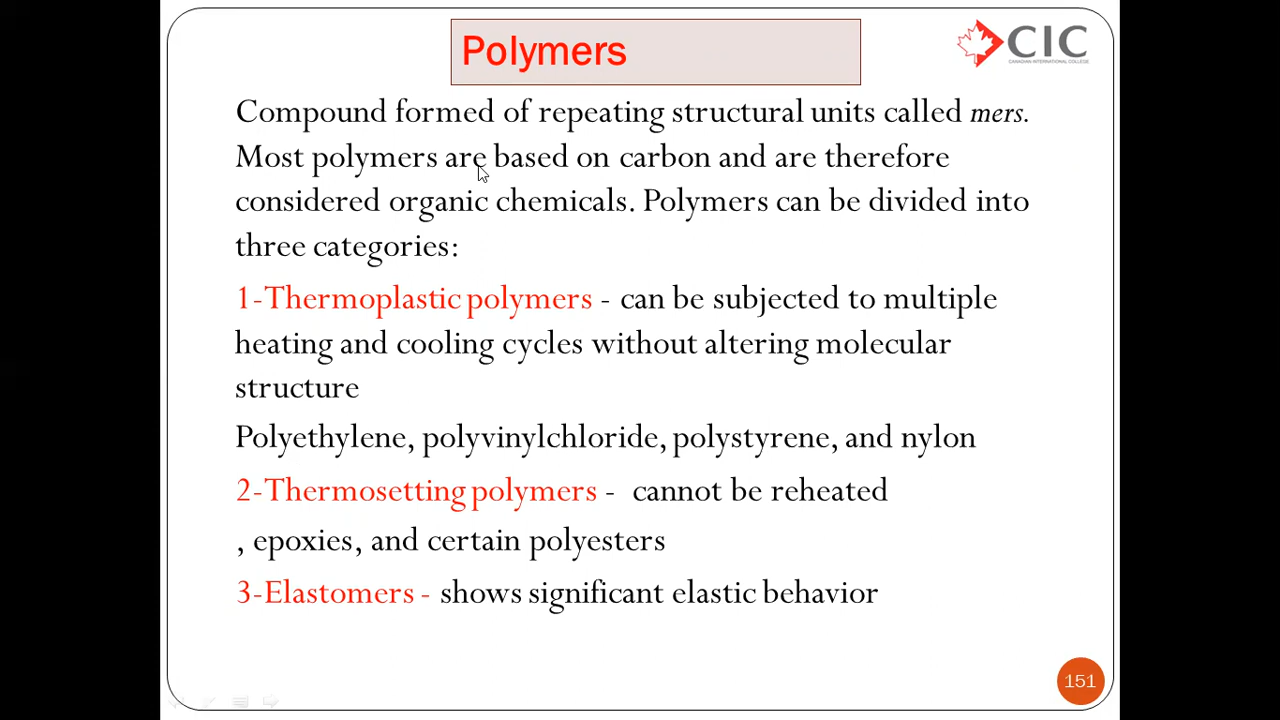 Polymers
CIC
CANADIAN INTERNATIONAL COLLEGE
Compound formed of repeating structural units called mers.
Most polymers are based on carbon and are therefore
considered organic chemicals. Polymers can be divided into
three categories:
1-Thermoplastic polymers - can be subjected to multiple
heating and cooling cycles without altering molecular
structure
Polyethylene, polyvinylchloride, polystyrene, and nylon
2-Thermosetting polymers - cannot be reheated
, epoxies, and certain polyesters
3-Elastomers - shows significant elastic behavior
151